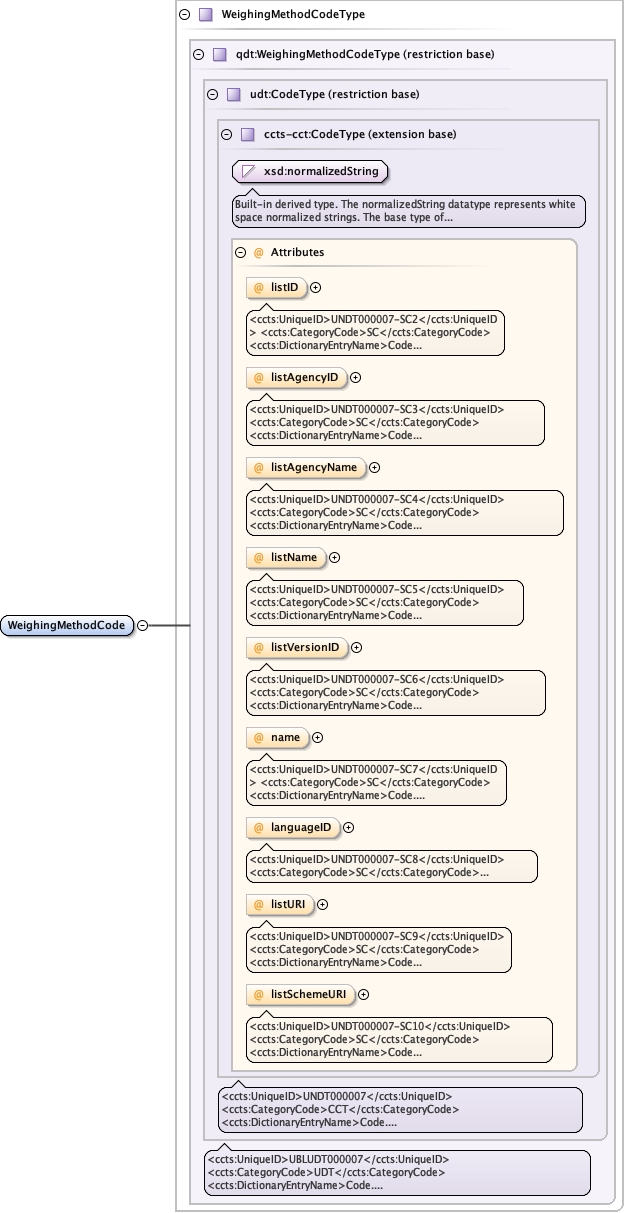 WeighingMethodCodeType
qdt:WeighingMethodCodeType (restriction base)
udt:CodeType (restriction base)
ccts-cct:CodeType (extension base)
xsd:normalizedString
Built-in derived type. The normalizedString datatype represents white
space normalized strings. The base type of...
@ Attributes
@ listID
<ccts:UniqueID>UNDT000007-SC2</ccts:UniqueID
> <ccts:CategoryCode>SC</ccts:CategoryCode>
<ccts:DictionaryEntryName>Code...
@ listAgencyID
<ccts:UniqueID>UNDT000007-SC3</ccts:UniqueID>
<ccts:CategoryCode>SC</ccts:CategoryCode>
<ccts:DictionaryEntryName>Code...
@ listAgencyName
<ccts:UniqueID>UNDT000007-SC4</ccts:UniqueID>
<ccts:CategoryCode>SC</ccts:CategoryCode>
<ccts:DictionaryEntryName>Code...
@ listName
<ccts:UniqueID>UNDT000007-SC5</ccts:UniqueID>
<ccts:CategoryCode>SC</ccts:CategoryCode>
<ccts:DictionaryEntryName>Code...
WeighingMethodCode
@ listVersionID
<ccts:UniqueID>UNDT000007-SC6</ccts:UniqueID>
<ccts:CategoryCode>SC</ccts:CategoryCode>
<ccts:DictionaryEntryName>Code...
@ name
<ccts:UniqueID>UNDT000007-SC7</ccts:UniqueID
> <ccts:CategoryCode>SC</ccts:CategoryCode>
<ccts:DictionaryEntryName>Code....
@ languageID
<ccts:UniqueID>UNDT000007-SC8</ccts:UniqueID>
<ccts:CategoryCode>SC</ccts:CategoryCode>...
@ listURI
<ccts:UniqueID>UNDT000007-SC9</ccts:UniqueID>
<ccts:CategoryCode>SC</ccts:CategoryCode>
<ccts:DictionaryEntryName>Code...
@ listSchemeURI
<ccts:UniqueID>UNDT000007-SC10</ccts:UniqueID>
<ccts:CategoryCode>SC</ccts:CategoryCode>
<ccts:DictionaryEntryName>Code...
<ccts:UniqueID>UNDT000007</ccts:UniqueID>
<ccts:CategoryCode>CCT</ccts:CategoryCode>
<ccts:DictionaryEntryName>Code....
<ccts:UniqueID>UBLUDT000007</ccts:UniqueID>
<ccts:CategoryCode>UDT</ccts:CategoryCode>
<ccts:DictionaryEntryName>Code....